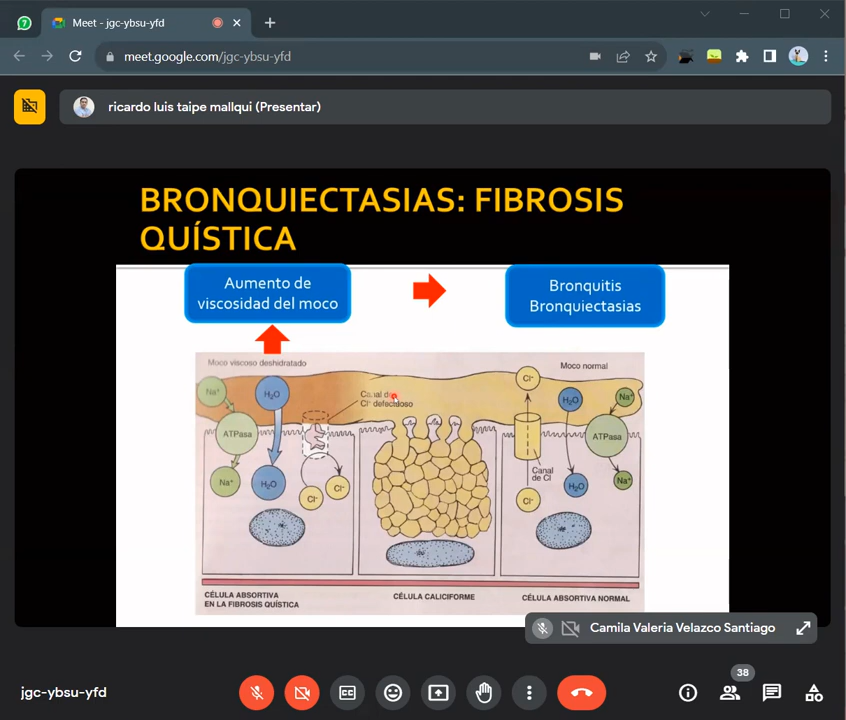 7
Meet - jgc-ybsu-yfd
meet.google.com/jgc-ybsu-yfd
ricardo luis taipe mallqui (Presentar)
BRONQUIECTASIAS: FIBROSIS
QUÍSTICA
Aumento de
viscosidad del moco
Bronquitis
Bronquiectasias
Moco viscoso deshidratado
Moco normal
Na+
H2O
Canal de
Cl- defectuoso
Cl-
H2O
Na+
ATPasa
ATPasa
Canal
de Cl
Na+
H2O
Cl-
Cl-
Cl-
H2O
Na+
CÉLULA ABSORTIVA
EN LA FIBROSIS QUÍSTICA
CÉLULA CALICIFORME
CÉLULA ABSORTIVA NORMAL
Camila Valeria Velazco Santiago
jgc-ybsu-yfd
CC
38